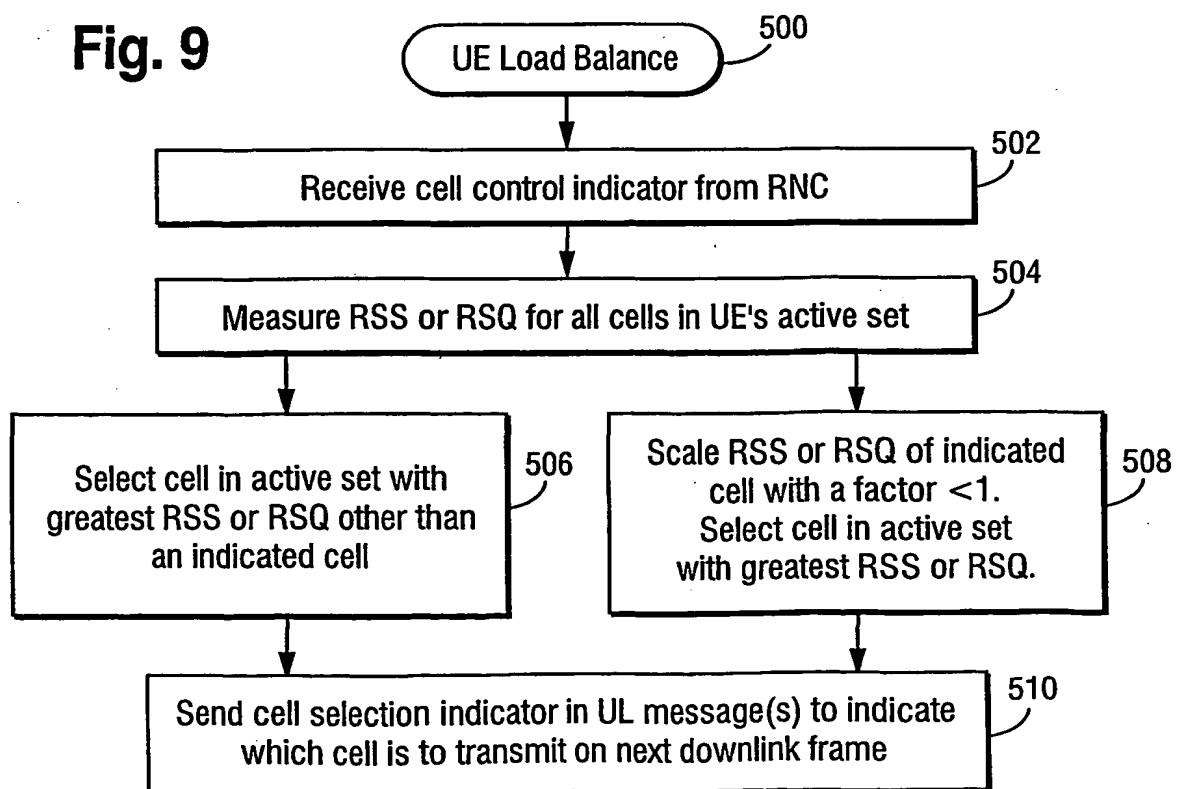 Fig. 9
UE Load Balance
500
502
Receive cell control indicator from RNC
504
Measure RSS or RSQ for all cells in UE's active set
Select cell in active set with
greatest RSS or RSQ other than
an indicated cell
506
Scale RSS or RSQ of indicated
cell with a factor <1.
Select cell in active set
with greatest RSS or RSQ.
508
Send cell selection indicator in UL message(s) to indicate
which cell is to transmit on next downlink frame
510